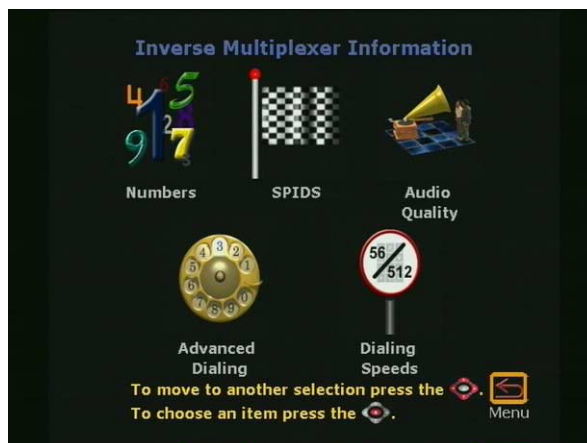 Inverse Multiplexer Information
Numbers
SPIDS
Audio
Quality
56/512
Advanced
Dialing
Dialing
Speeds
To move to another selection press the .
To choose an item press the .
Menu